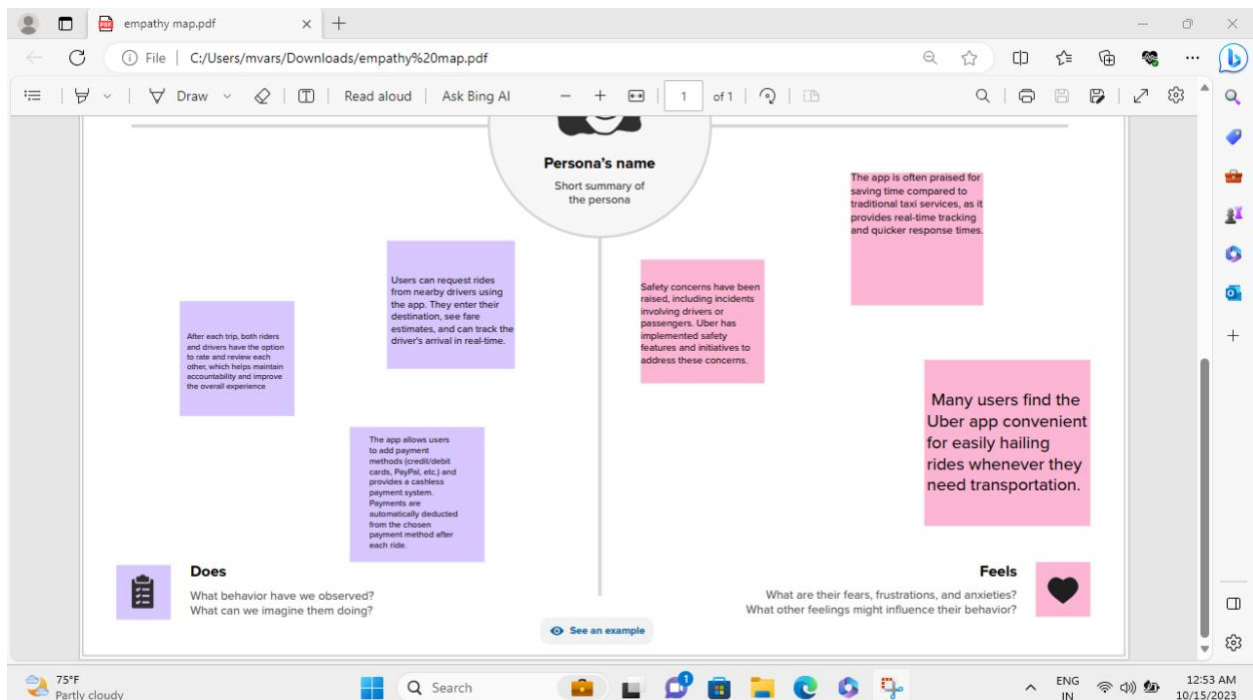 empathy map.pdf
File
C:/Users/mvars/Downloads/empathy%20map.pdf
Draw
Read aloud
Ask Bing AI
1
of 1
Persona's name
Short summary of
the persona
The app is often praised for
saving time compared to
traditional taxi services, as it
provides real-time tracking
and quicker response times.
Users can request rides
from nearby drivers using
the app. They enter their
destination, see fare
estimates, and can track the
driver's arrival in real-time.
Safety concerns have been
raised, including incidents
involving drivers or
passengers. Uber has
implemented safety
features and initiatives to
address these concerns.
After each trip, both riders
and drivers have the option
to rate and review each
other, which helps maintain
accountability and improve
the overall experience
Many users find the
Uber app convenient
for easily hailing
rides whenever they
need transportation.
The app allows users
to add payment
methods (credit/debit
cards, PayPal, etc.) and
provides a cashless
payment system.
Payments are
automatically deducted
from the chosen
payment method after
each ride.
Does
What behavior have we observed?
What can we imagine them doing?
Feels
What are their fears, frustrations, and anxieties?
What other feelings might influence their behavior?
See an example
75°F
Partly cloudy
Search
ENG
IN
12:53 AM
10/15/2023